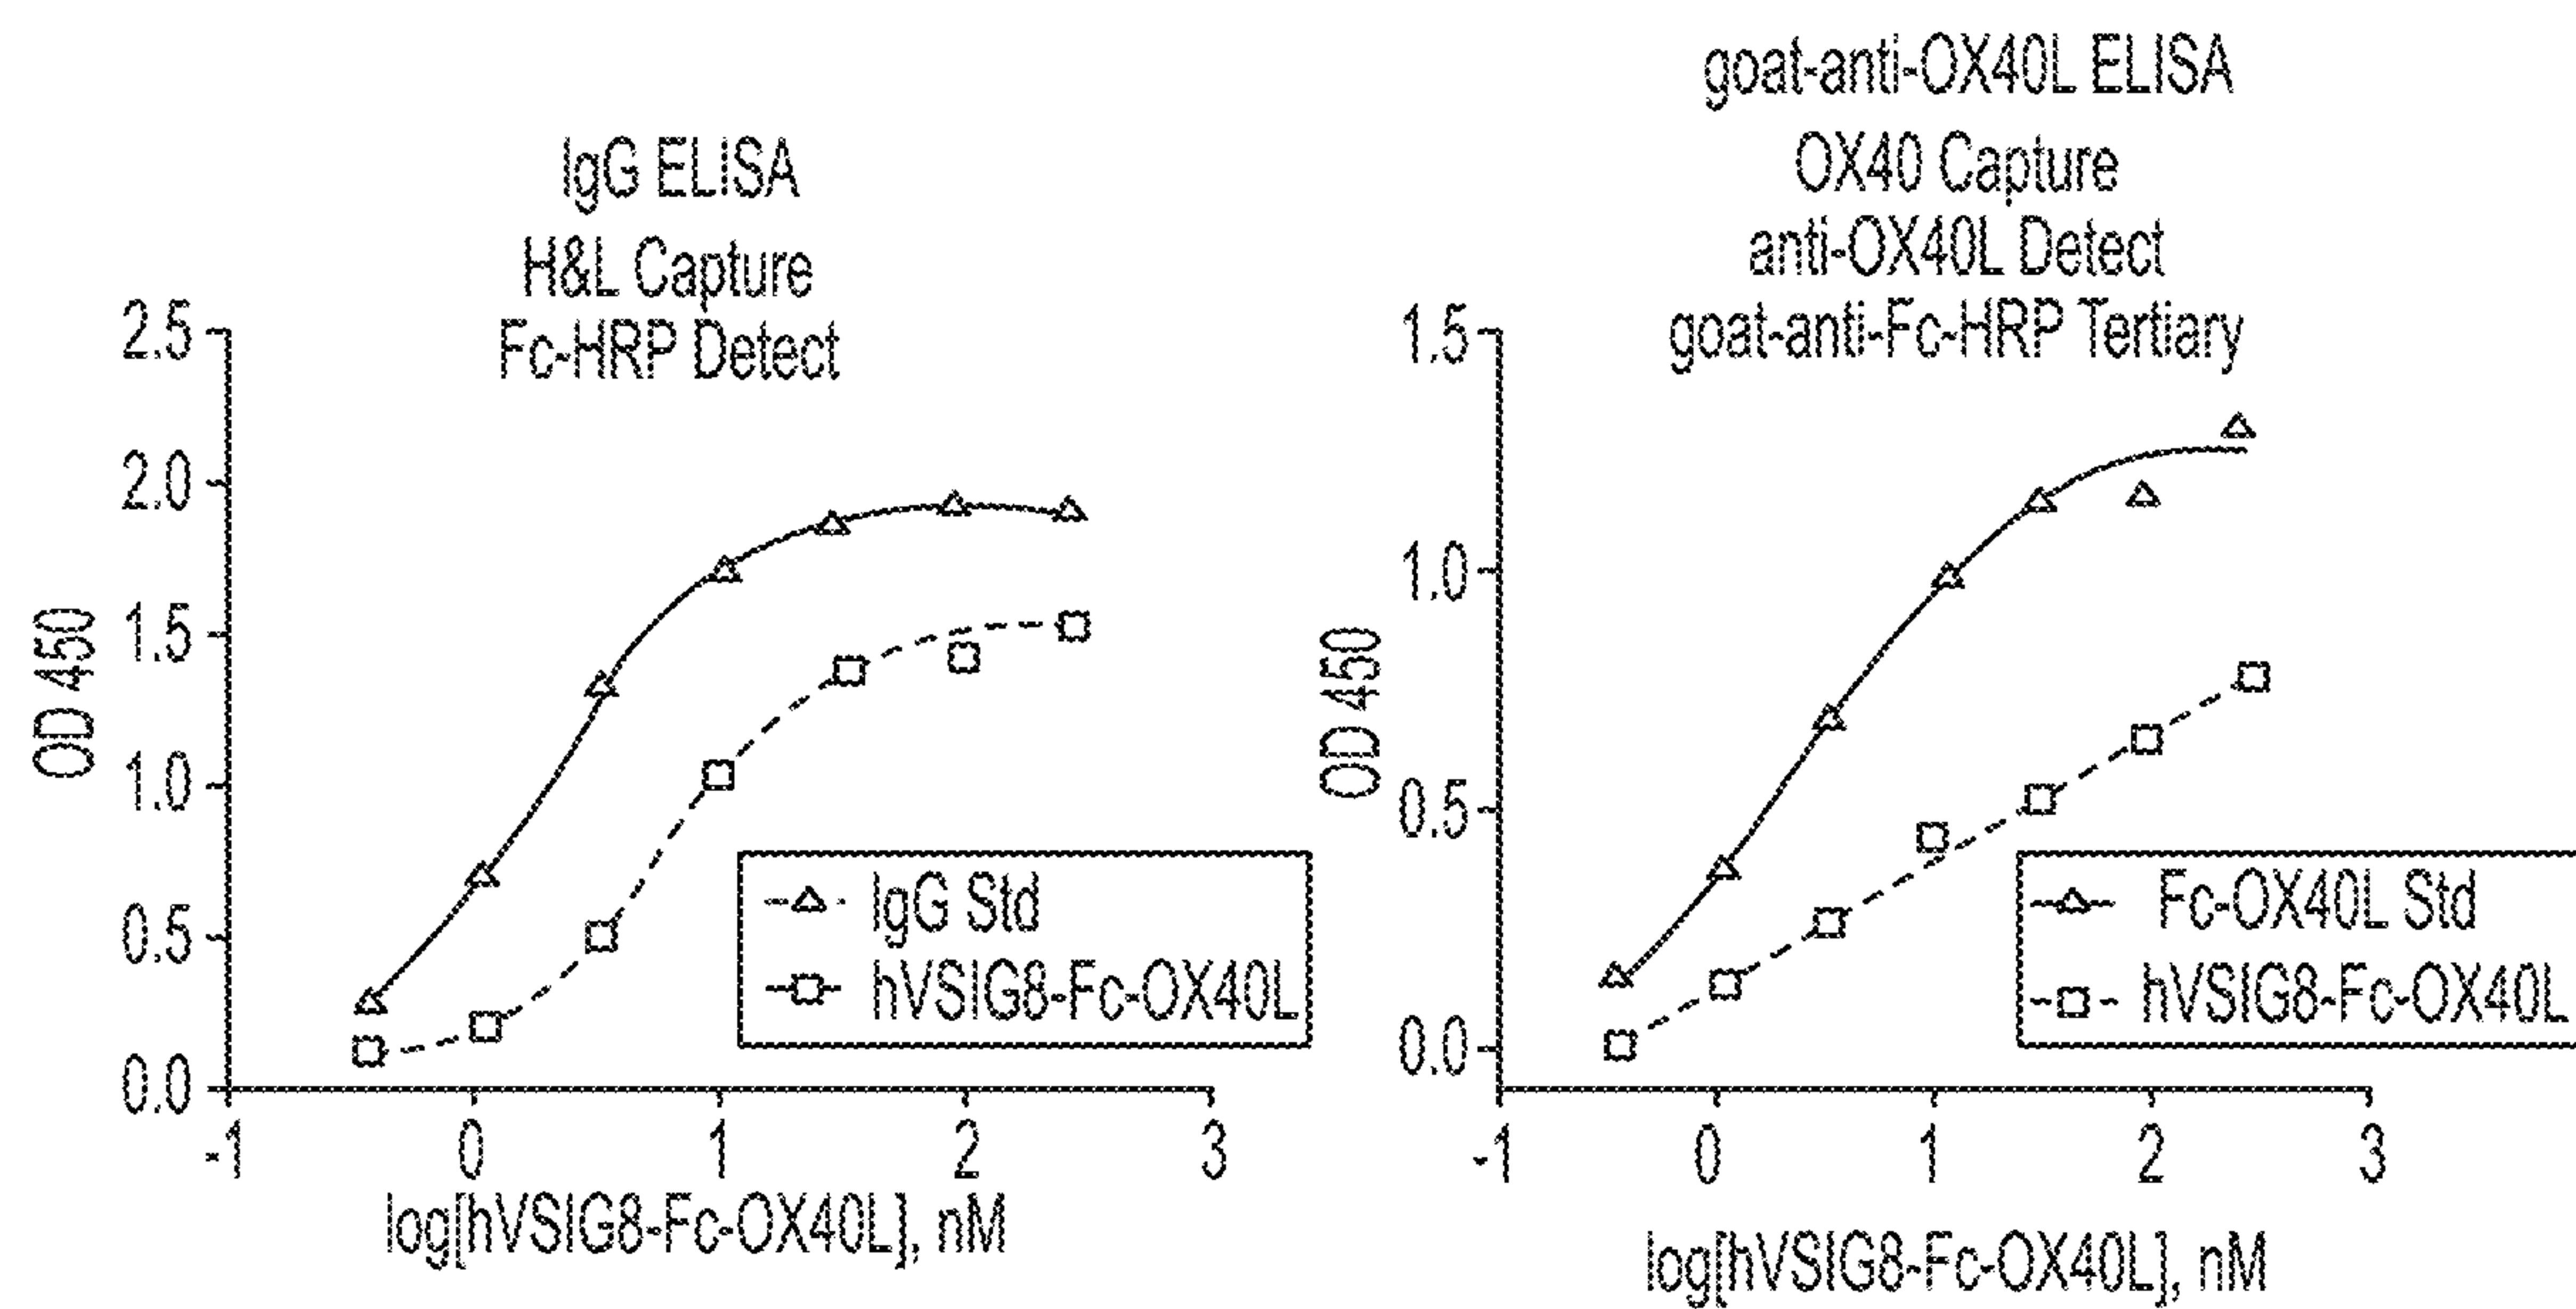 IgG ELISA
H&L Capture
Fc-HRP Detect
2.5
2.0
1.5
1.0
0.5
0.0
OD 450
-1
0
1
2
3
log[hVSIG8-Fc-OX40L], nM
IgG Std
hVSIG8-Fc-OX40L
goat-anti-OX40L ELISA
OX40 Capture
anti-OX40L Detect
goat-anti-Fc-HRP Tertiary
1.5
1.0
0.5
0.0
OD 450
-1
0
1
2
3
log[hVSIG8-Fc-OX40L], nM
Fc-OX40L Std
hVSIG8-Fc-OX40L